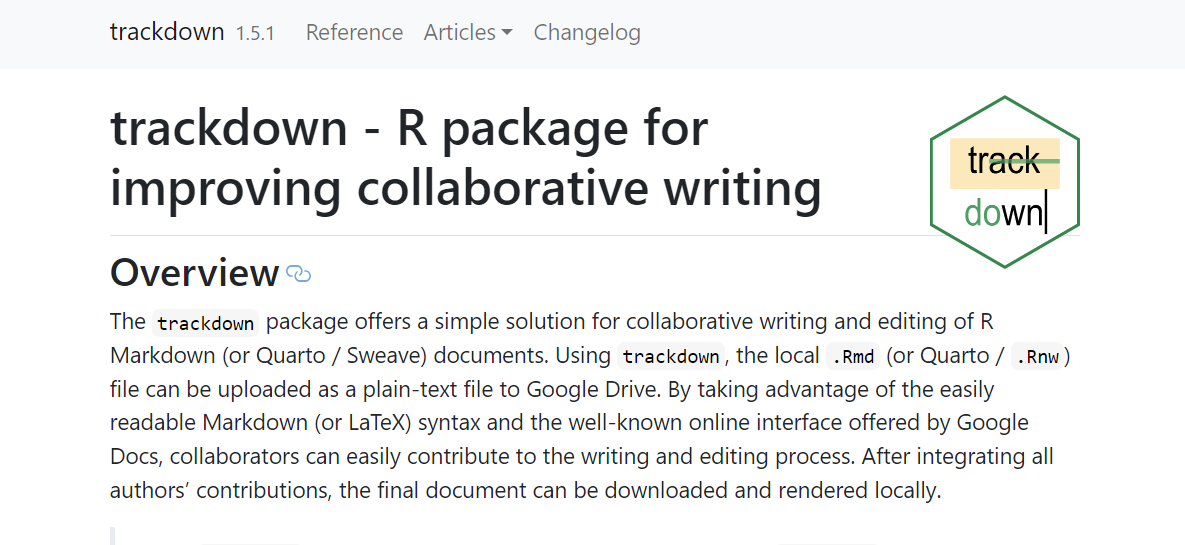 trackdown 1.5.1 Reference Articles Changelog
trackdown - R package for
improving collaborative writing
track
down
Overview
The trackdown package offers a simple solution for collaborative writing and editing of R
Markdown (or Quarto / Sweave) documents. Using trackdown, the local .Rmd (or Quarto / .Rnw)
file can be uploaded as a plain-text file to Google Drive. By taking advantage of the easily
readable Markdown (or LaTeX) syntax and the well-known online interface offered by Google
Docs, collaborators can easily contribute to the writing and editing process. After integrating all
authors’ contributions, the final document can be downloaded and rendered locally.